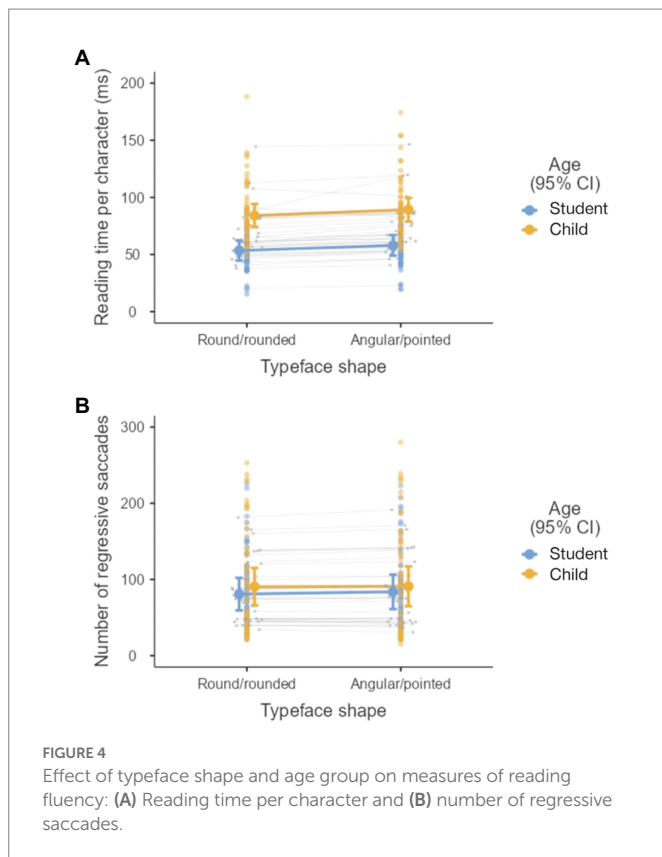 A
Reading time per character (ms)
200
150
100
50
0
Round/rounded
Angular/pointed
Typeface shape
Age
(95% CI)
Student
Child
B
Number of regressive saccades
300
200
100
0
Round/rounded
Angular/pointed
Typeface shape
Age
(95% CI)
Student
Child
FIGURE 4
Effect of typeface shape and age group on measures of reading
fluency: (A) Reading time per character and (B) number of regressive
saccades.